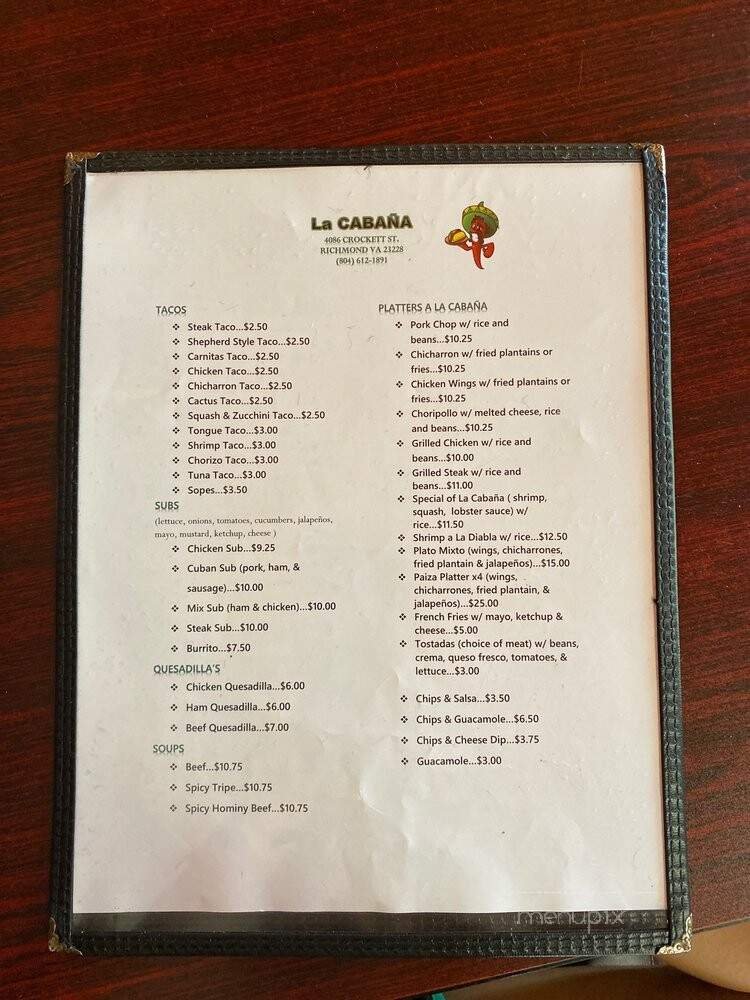 La CABAÑA
4086 CROCKETT ST.
RICHMOND VA 23228
(804) 612-1891
TACOS
❖ Steak Taco...$2.50
❖ Shepherd Style Taco...$2.50
❖ Carnitas Taco...$2.50
❖ Chicken Taco...$2.50
❖ Chicharron Taco...$2.50
❖ Cactus Taco...$2.50
❖ Squash & Zucchini Taco...$2.50
❖ Tongue Taco...$3.00
❖ Shrimp Taco...$3.00
❖ Chorizo Taco...$3.00
❖ Tuna Taco...$3.00
❖ Sopes...$3.50
SUBS
(lettuce, onions, tomatoes, cucumbers, jalapeños,
mayo, mustard, ketchup, cheese )
❖ Chicken Sub...$9.25
❖ Cuban Sub (pork, ham, &
sausage)...$10.00
❖ Mix Sub (ham & chicken)...$10.00
❖ Steak Sub...$10.00
❖ Burrito...$7.50
QUESADILLA'S
❖ Chicken Quesadilla...$6.00
❖ Ham Quesadilla...$6.00
❖ Beef Quesadilla...$7.00
SOUPS
❖ Beef...$10.75
❖ Spicy Tripe...$10.75
❖ Spicy Hominy Beef...$10.75
PLATTERS A LA CABAÑA
❖ Pork Chop w/ rice and
beans...$10.25
❖ Chicharron w/ fried plantains or
fries...$10.25
❖ Chicken Wings w/ fried plantains or
fries...$10.25
❖ Choripollo w/ melted cheese, rice
and beans...$10.25
❖ Grilled Chicken w/ rice and
beans...$10.00
❖ Grilled Steak w/ rice and
beans...$11.00
❖ Special of La Cabaña ( shrimp,
squash, lobster sauce) w/
rice...$11.50
❖ Shrimp a La Diabla w/ rice...$12.50
❖ Plato Mixto (wings, chicharrones,
fried plantain & jalapeños)...$15.00
❖ Paiza Platter x4 (wings,
chicharrones, fried plantain, &
jalapeños)...$25.00
❖ French Fries w/ mayo, ketchup &
cheese...$5.00
❖ Tostadas (choice of meat) w/ beans,
crema, queso fresco, tomatoes, &
lettuce...$3.00
❖ Chips & Salsa...$3.50
❖ Chips & Guacamole...$6.50
❖ Chips & Cheese Dip...$3.75
❖ Guacamole...$3.00
menupix